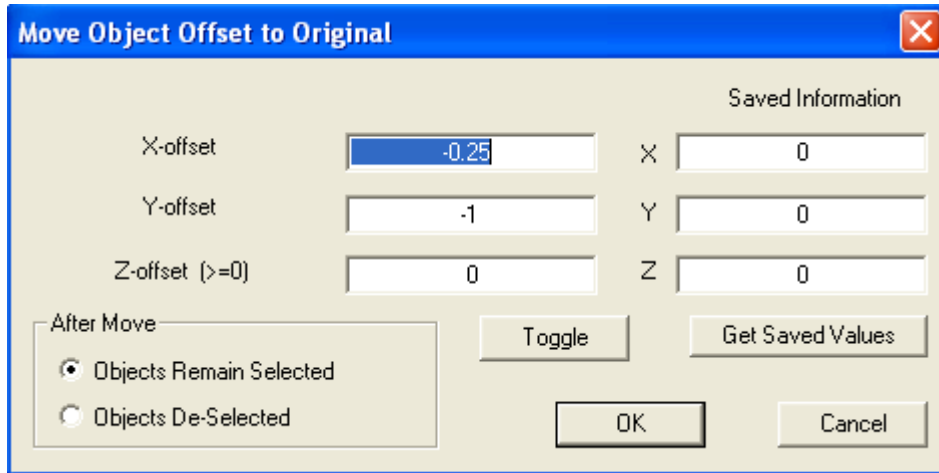 Move Object Offset to Original
Saved Information
X-offset -0.25 X 0
Y-offset -1 Y 0
Z-offset (>=0) 0 Z 0
After Move
Toggle Get Saved Values
Objects Remain Selected
Objects De-Selected
OK Cancel